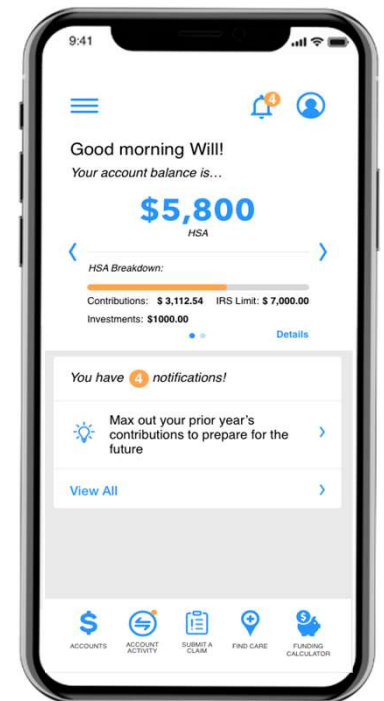 9:41
4
Good morning Will!
Your account balance is...
$5,800
HSA
HSA Breakdown:
Contributions: $ 3,112.54 IRS Limit: $ 7,000.00
Investments: $1000.00
Details
You have 4 notifications!
Max out your prior year's
contributions to prepare for the
future
View All
ACCOUNTS
ACCOUNT
ACTIVITY
SUBMIT A
CLAIM
FIND CARE
FUNDING
CALCULATOR